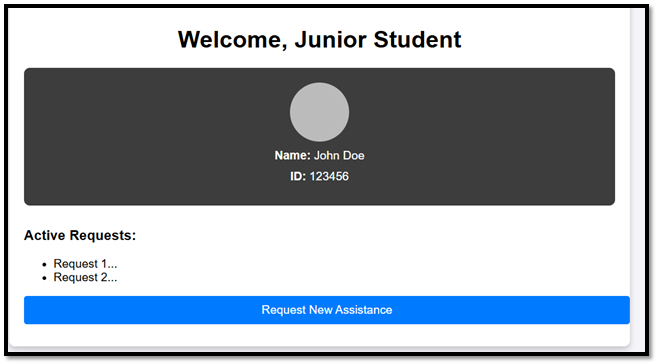 Welcome, Junior Student
Name: John Doe
ID: 123456
Active Requests:
Request 1...
Request 2...
Request New Assistance